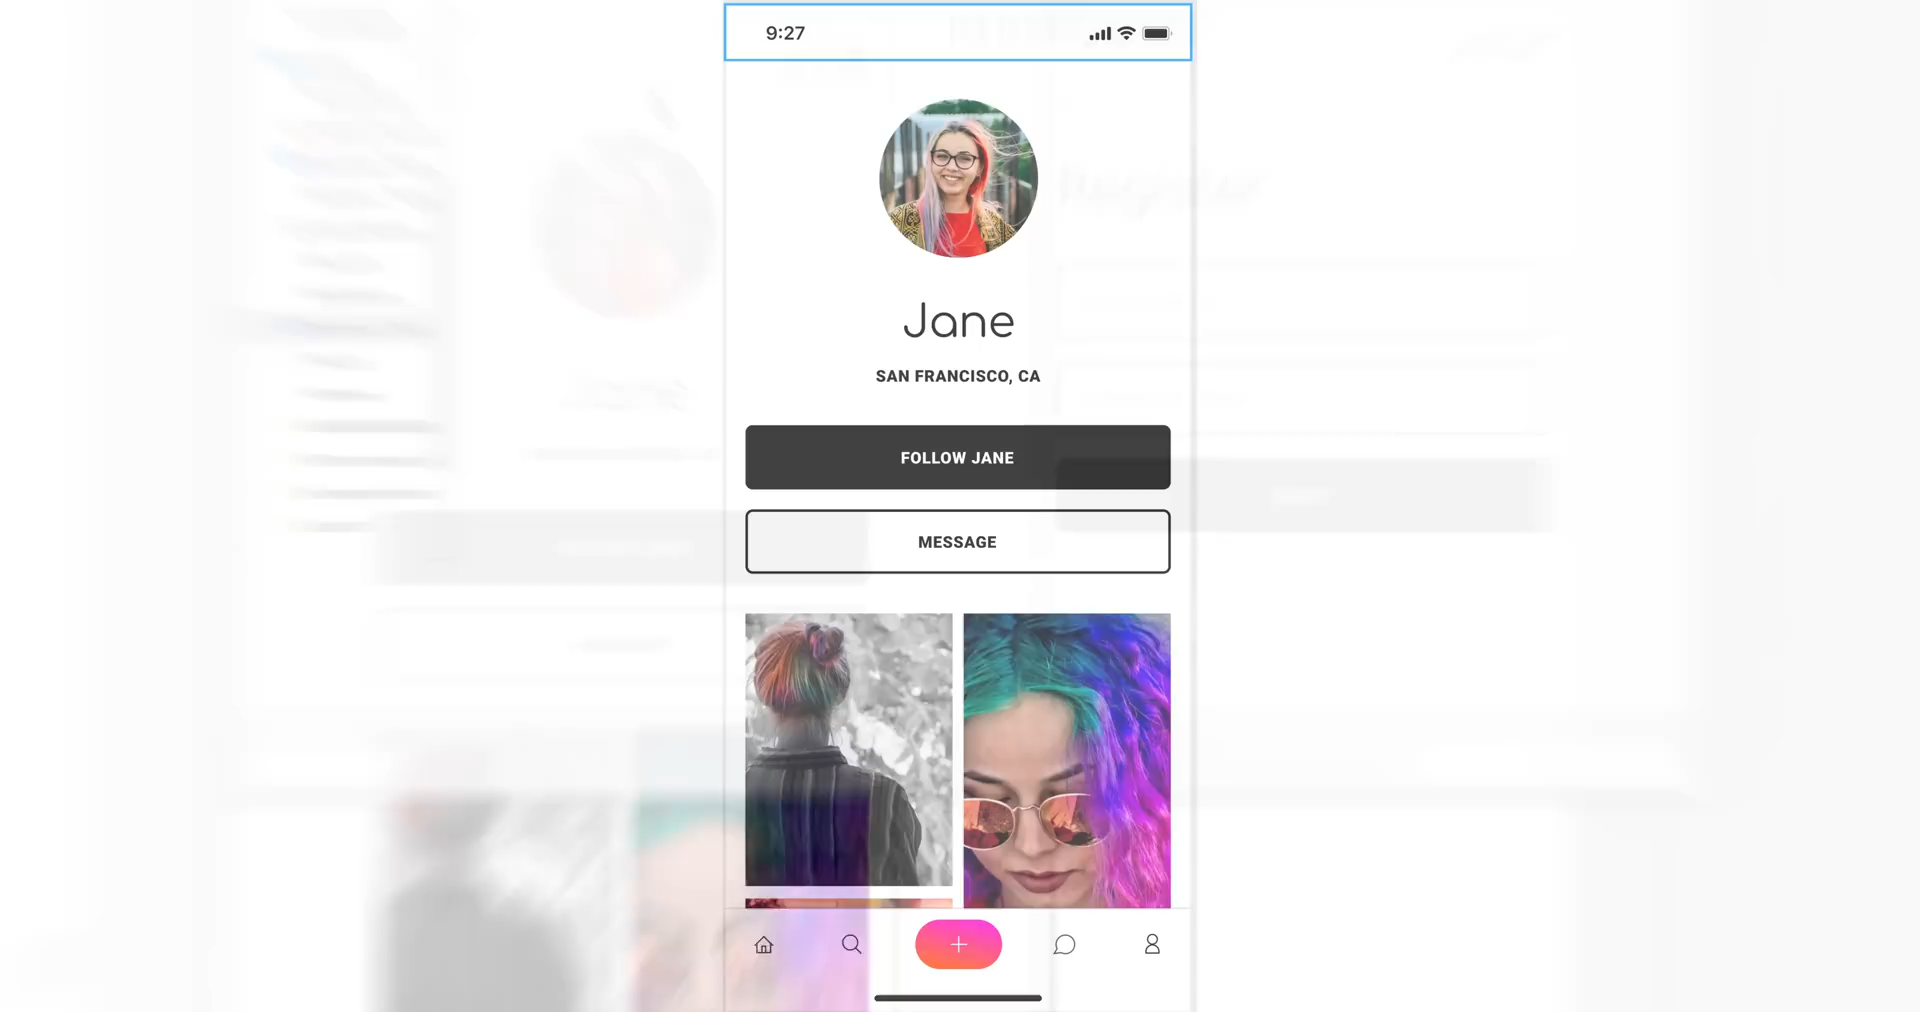 9:27
Jane
SAN FRANCISCO, CA
FOLLOW JANE
MESSAGE